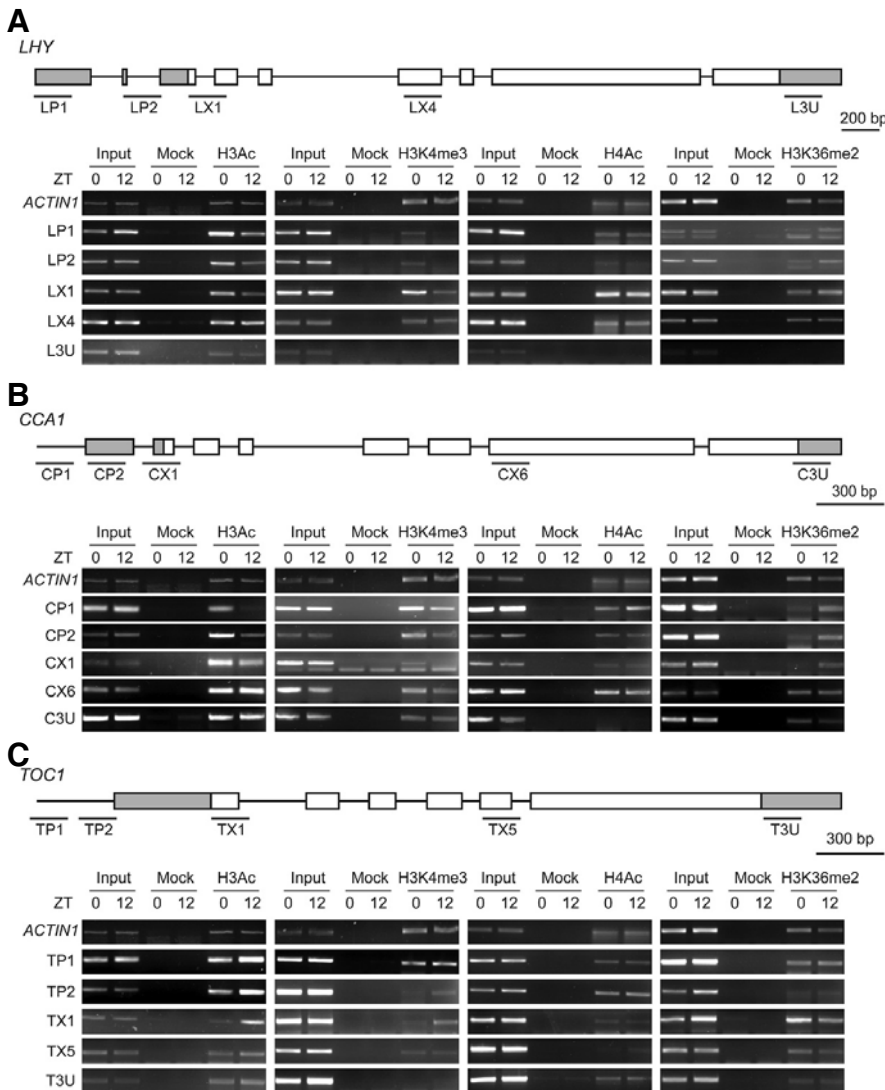 A
LHY
LP1 LP2 LX1 LX4 L3U
200 bp
Input Mock H3Ac Input Mock H3K4me3 Input Mock H4Ac Input Mock H3K36me2
ZT 0 12 0 12 0 12 0 12 0 12 0 12 0 12 0 12 0 12 0 12 0 12 0 12
ACTIN1
LP1
LP2
LX1
LX4
L3U
B
CCA1
CP1 CP2 CX1 CX6 C3U
300 bp
Input Mock H3Ac Input Mock H3K4me3 Input Mock H4Ac Input Mock H3K36me2
ZT 0 12 0 12 0 12 0 12 0 12 0 12 0 12 0 12 0 12 0 12 0 12 0 12
ACTIN1
CP1
CP2
CX1
CX6
C3U
C
TOC1
TP1 TP2 TX1 TX5 T3U
300 bp
Input Mock H3Ac Input Mock H3K4me3 Input Mock H4Ac Input Mock H3K36me2
ZT 0 12 0 12 0 12 0 12 0 12 0 12 0 12 0 12 0 12 0 12 0 12 0 12
ACTIN1
TP1
TP2
TX1
TX5
T3U